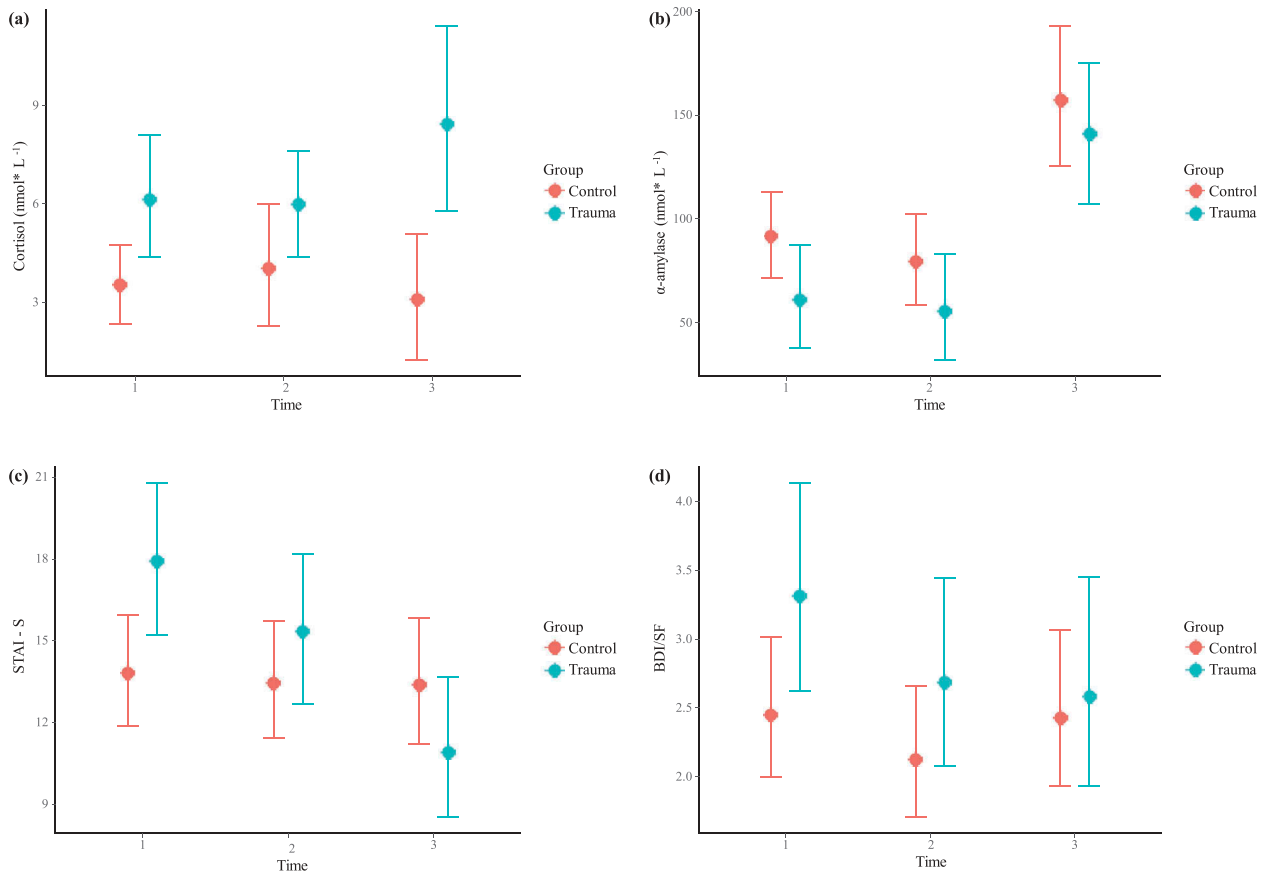 (a)
Cortisol (nmol* L -1)
9
6
3
1
2
3
Time
Group
Control
Trauma
(b)
α-amylase (nmol* L -1)
200
150
100
50
1
2
3
Time
Group
Control
Trauma
(c)
STAI - S
21
18
15
12
9
1
2
3
Time
Group
Control
Trauma
(d)
BDI/SF
4.0
3.5
3.0
2.5
2.0
1
2
3
Time
Group
Control
Trauma